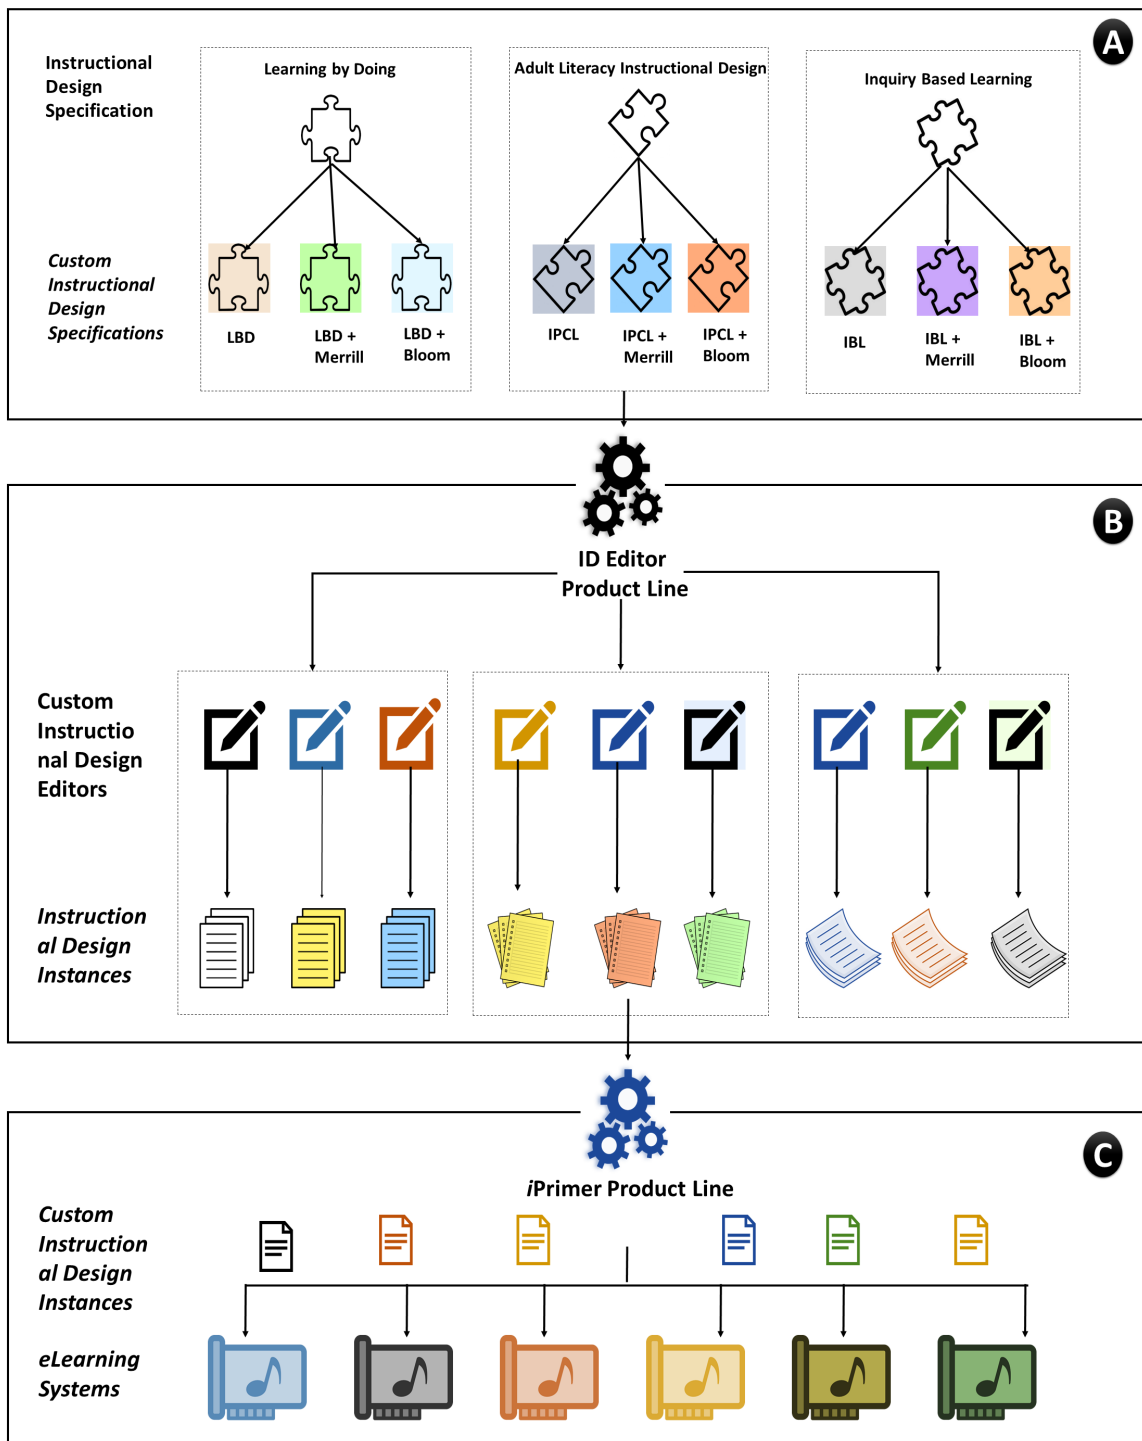 A
Instructional
Design
Specification
Learning by Doing
Adult Literacy Instructional Design
Inquiry Based Learning
Custom
Instructional
Design
Specifications
LBD
LBD +
Merrill
LBD +
Bloom
IPCL
IPCL +
Merrill
IPCL +
Bloom
IBL
IBL +
Merrill
IBL +
Bloom
B
ID Editor
Product Line
Custom
Instructio
nal Design
Editors
Instruction
al Design
Instances
C
iPrimer Product Line
Custom
Instruction
al Design
Instances
eLearning
Systems